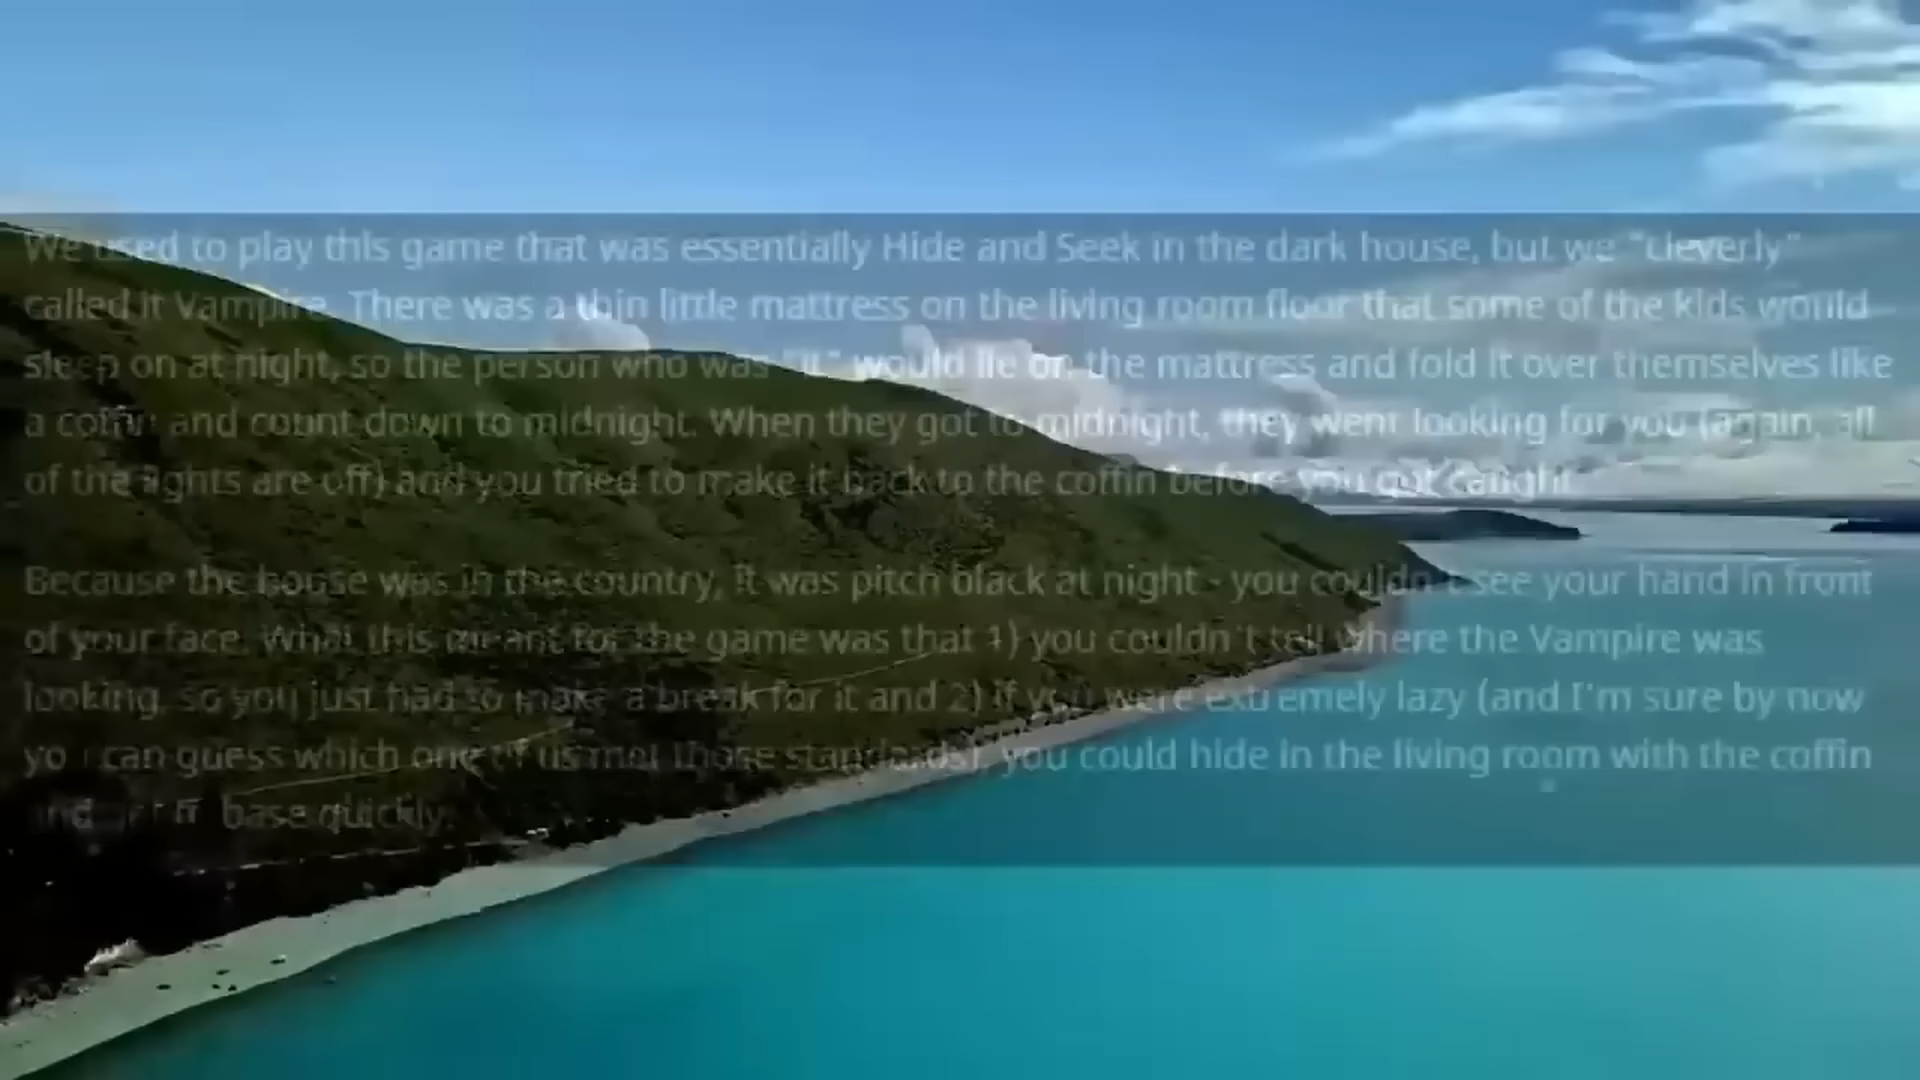 We used to play this game that was essentially Hide and Seek in the dark house, but we "cleverly"
called it Vampire. There was a thin little mattress on the living room floor that some of the kids would
sleep on at night, so the person who was "it" would lie on the mattress and fold it over themselves like
a coffin and count down to midnight. When they got to midnight, they went looking for you (again, all
of the lights are off) and you tried to make it back to the coffin before you got caught.
Because the house was in the country, it was pitch black at night - you couldn't see your hand in front
of your face. What this meant for the game was that 1) you couldn't tell where the Vampire was
looking, so you just had to make a break for it and 2) if you were extremely lazy (and I'm sure by now
you can guess which one of us met those standards), you could hide in the living room with the coffin
base quickly.